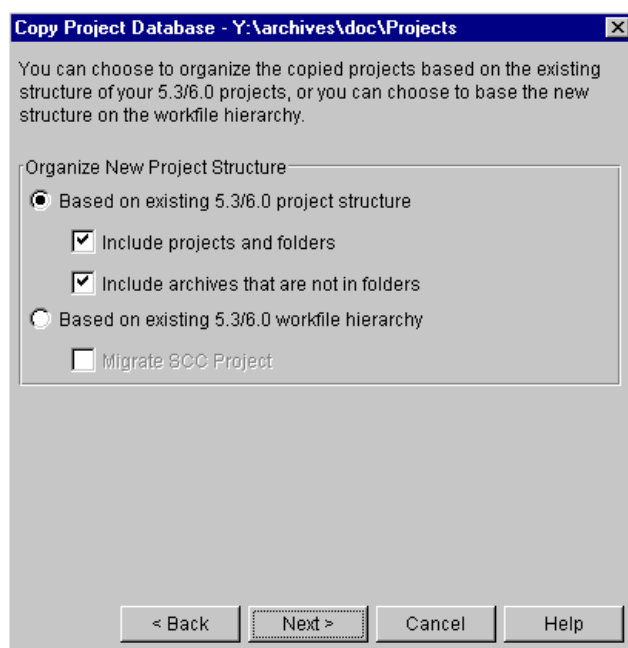 Copy Project Database - Y:\archives\doc\Projects
You can choose to organize the copied projects based on the existing
structure of your 5.3/6.0 projects, or you can choose to base the new
structure on the workfile hierarchy.
Organize New Project Structure
Based on existing 5.3/6.0 project structure
Include projects and folders
Include archives that are not in folders
Based on existing 5.3/6.0 workfile hierarchy
Migrate SCC Project
< Back Next > Cancel Help